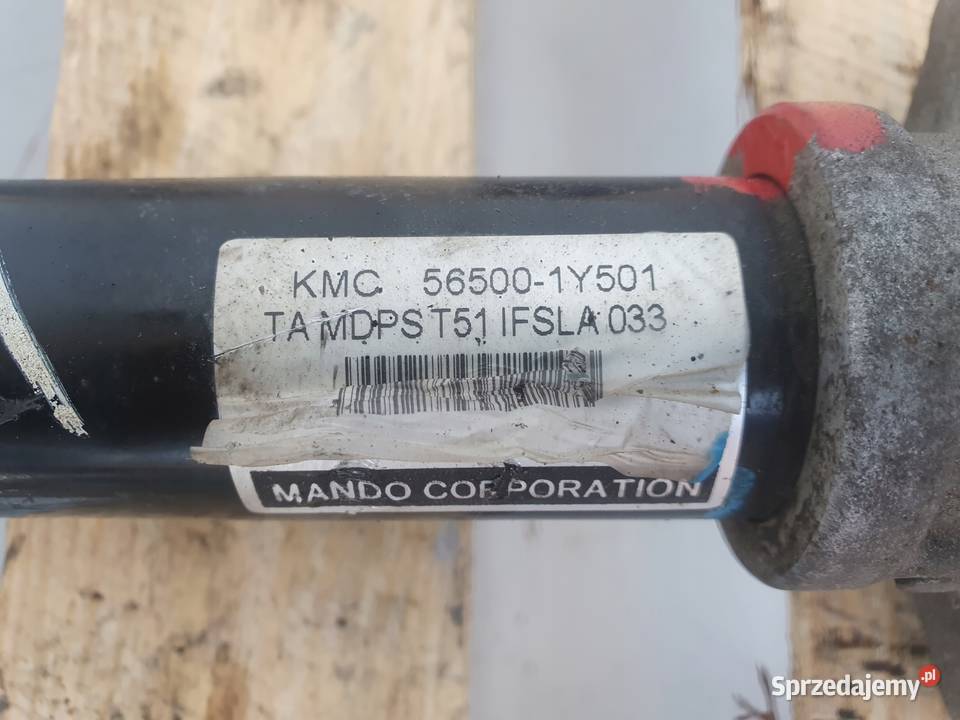 KMC 56500-1Y501
TA MDPS T51 IFSLA 033
MANDO CORPORATION
Sprzedajemy.pl